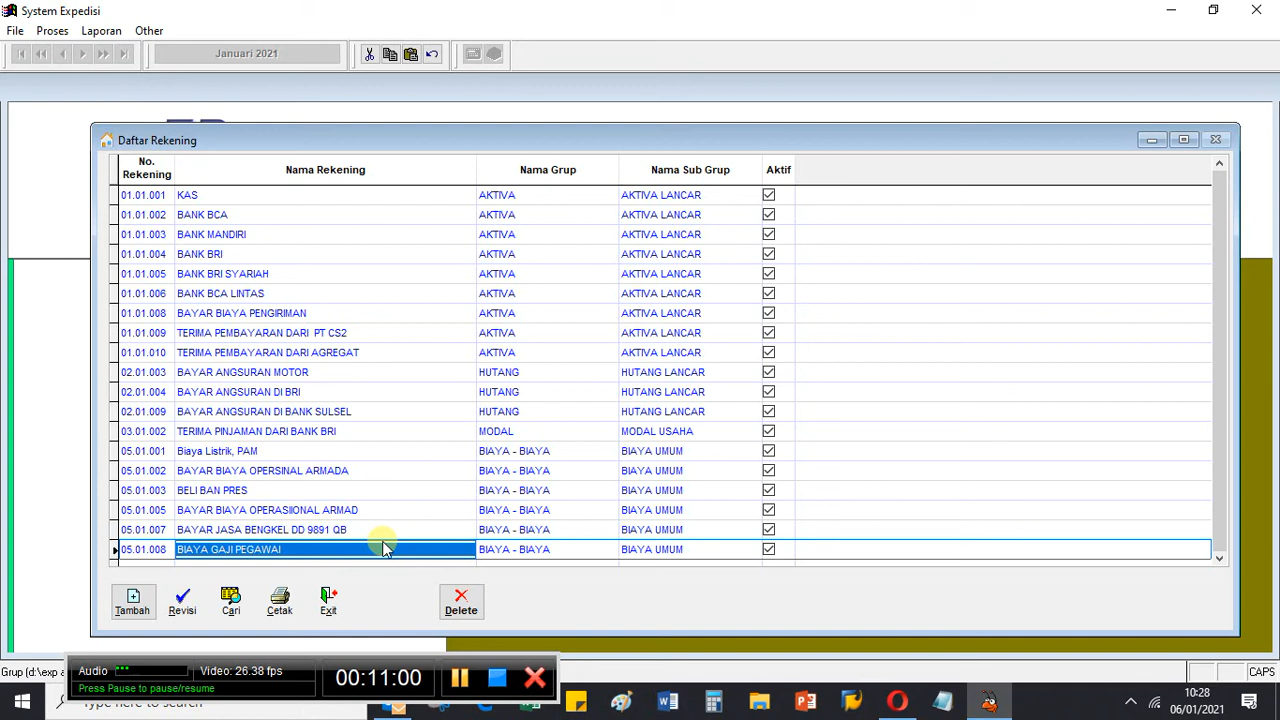 System Expedisi
File Proses Laporan Other
Januari 2021
Daftar Rekening
No. Rekening Nama Rekening Nama Grup Nama Sub Grup Aktif
01.01.001 KAS AKTIVA AKTIVA LANCAR
01.01.002 BANK BCA AKTIVA AKTIVA LANCAR
01.01.003 BANK MANDIRI AKTIVA AKTIVA LANCAR
01.01.004 BANK BRI AKTIVA AKTIVA LANCAR
01.01.005 BANK BRI SYARIAH AKTIVA AKTIVA LANCAR
01.01.006 BANK BCA LINTAS AKTIVA AKTIVA LANCAR
01.01.008 BAYAR BIAYA PENGIRIMAN AKTIVA AKTIVA LANCAR
01.01.009 TERIMA PEMBAYARAN DARI PT CS2 AKTIVA AKTIVA LANCAR
01.01.010 TERIMA PEMBAYARAN DARI AGREGAT AKTIVA AKTIVA LANCAR
02.01.003 BAYAR ANGSURAN MOTOR HUTANG HUTANG LANCAR
02.01.004 BAYAR ANGSURAN DI BRI HUTANG HUTANG LANCAR
02.01.009 BAYAR ANGSURAN DI BANK SULSEL HUTANG HUTANG LANCAR
03.01.002 TERIMA PINJAMAN DARI BANK BRI MODAL MODAL USAHA
05.01.001 Biaya Listrik, PAM BIAYA - BIAYA BIAYA UMUM
05.01.002 BAYAR BIAYA OPERSINAL ARMADA BIAYA - BIAYA BIAYA UMUM
05.01.003 BELI BAN PRES BIAYA - BIAYA BIAYA UMUM
05.01.005 BAYAR BIAYA OPERASIIONAL ARMAD BIAYA - BIAYA BIAYA UMUM
05.01.007 BAYAR JASA BENGKEL DD 9891 QB BIAYA - BIAYA BIAYA UMUM
05.01.008 BIAYA GAJI PEGAWAI BIAYA - BIAYA BIAYA UMUM
Tambah Revisi Cari Cetak Exit Delete
Grup (d:\exp a
CAPS
Audio Video: 26.38 fps 00:11:00
Press Pause to pause/resume
Type here to search
10:28
06/01/2021